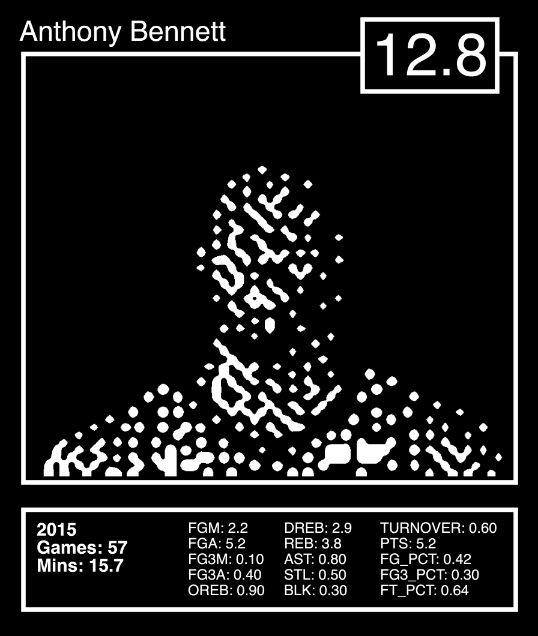 Anthony Bennett
12.8
2015
Games: 57
Mins: 15.7
FGM: 2.2
FGA: 5.2
FG3M: 0.10
FG3A: 0.40
OREB: 0.90
DREB: 2.9
REB: 3.8
AST: 0.80
STL: 0.50
BLK: 0.30
TURNOVER: 0.60
PTS: 5.2
FG_PCT: 0.42
FG3_PCT: 0.30
FT_PCT: 0.64